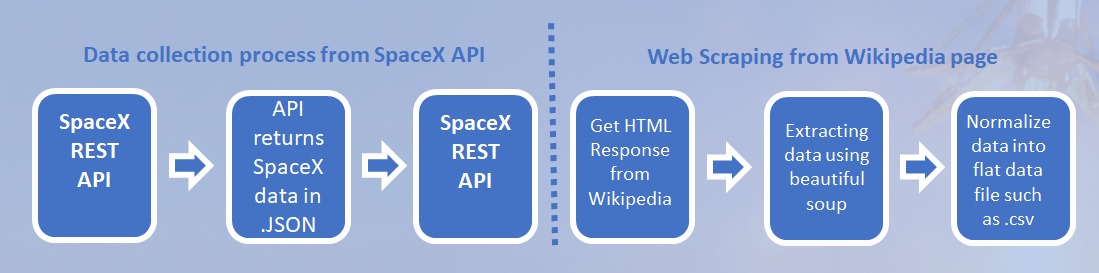 Data collection process from SpaceX API
SpaceX
REST
API
API
returns
SpaceX
data in
.JSON
SpaceX
REST
API
Web Scraping from Wikipedia page
Get HTML
Response
from
Wikipedia
Extracting
data using
beautiful
soup
Normalize
data into
flat data
file such
as .csv